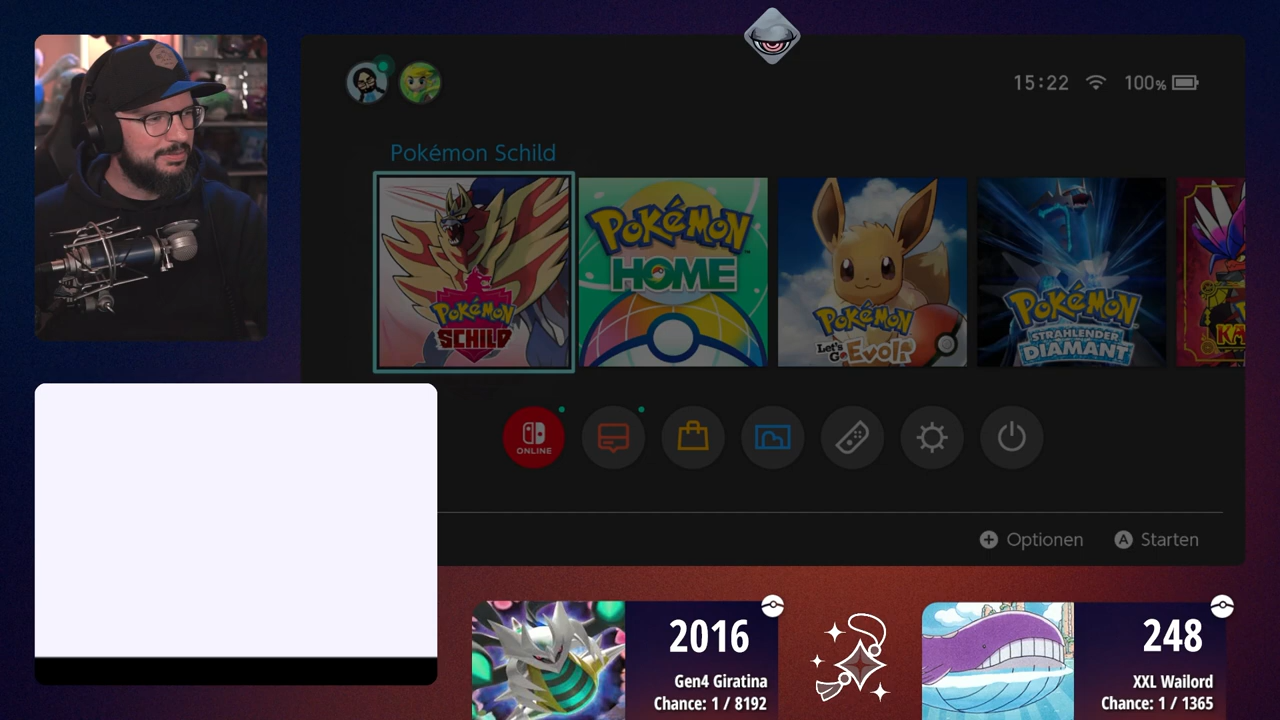 15:22
100%
Pokémon Schild
POKÉMON
SCHILD
POKÉMON
HOME
POKÉMON
Let's
Go Evoli
POKÉMON
STRAHLENDER
DIAMANT
KA
ONLINE
Optionen
A Starten
2016
Gen4 Giratina
Chance: 1 / 8192
248
XXL Wailord
Chance: 1 / 1365